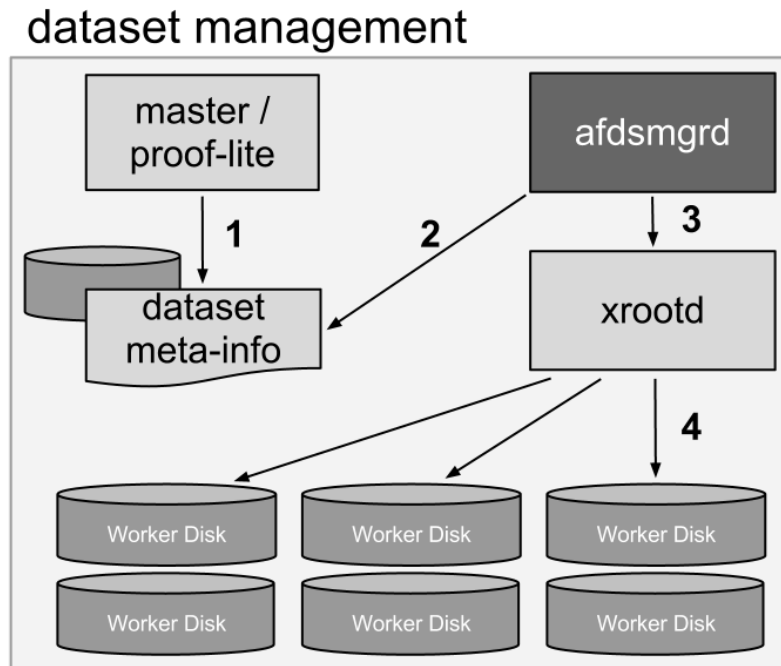 dataset management
master /
proof-lite
afdsmgrd
1
2
3
dataset
meta-info
xrootd
4
Worker Disk
Worker Disk
Worker Disk
Worker Disk
Worker Disk
Worker Disk